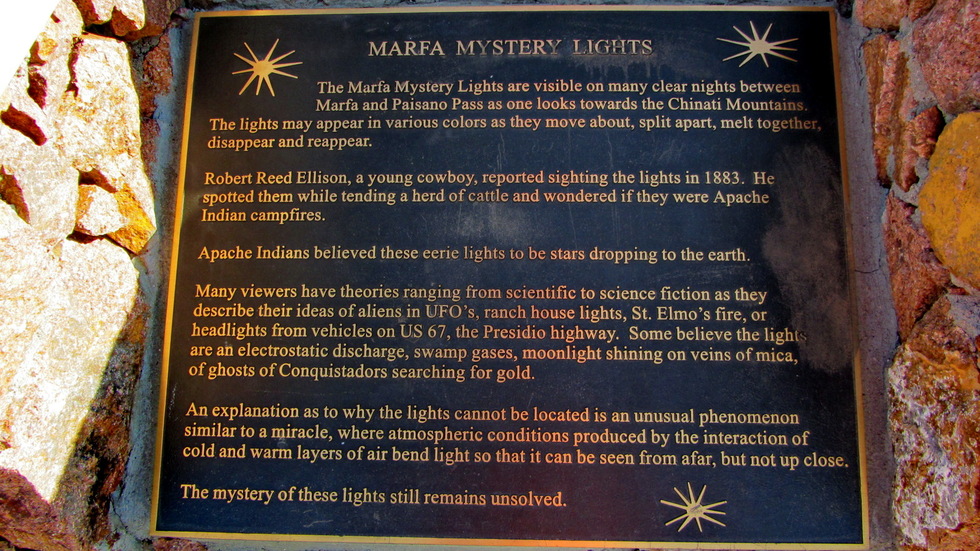 MARFA MYSTERY LIGHTS
The Marfa Mystery Lights are visible on many clear nights between
Marfa and Paisano Pass as one looks towards the Chinati Mountains.
The lights may appear in various colors as they move about, split apart, melt together,
disappear and reappear.
Robert Reed Ellison, a young cowboy, reported sighting the lights in 1883. He
spotted them while tending a herd of cattle and wondered if they were Apache
Indian campfires.
Apache Indians believed these eerie lights to be stars dropping to the earth.
Many viewers have theories ranging from scientific to science fiction as they
describe their ideas of aliens in UFO's, ranch house lights, St. Elmo's fire, or
headlights from vehicles on US 67, the Presidio highway. Some believe the lights
are an electrostatic discharge, swamp gases, moonlight shining on veins of mica,
of ghosts of Conquistadors searching for gold.
An explanation as to why the lights cannot be located is an unusual phenomenon
similar to a miracle, where atmospheric conditions produced by the interaction of
cold and warm layers of air bend light so that it can be seen from afar, but not up close.
The mystery of these lights still remains unsolved.